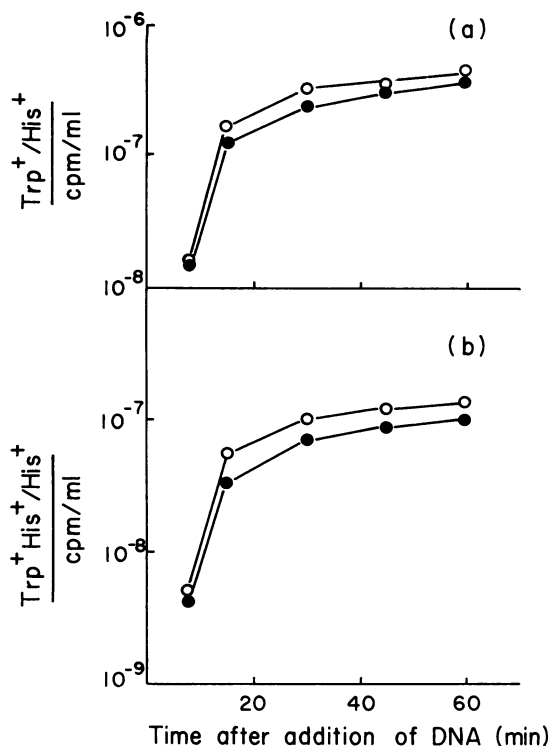 (a)
10⁻⁶
10⁻⁷
10⁻⁸
Trp⁺/His⁺
cpm/ml
(b)
10⁻⁷
10⁻⁸
10⁻⁹
Trp⁺His⁺/His⁺
cpm/ml
20 40 60
Time after addition of DNA (min)